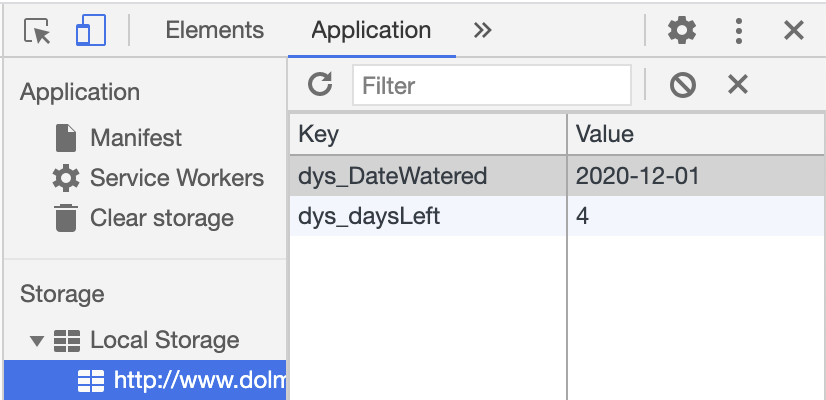 Elements Application
Application
Manifest
Service Workers
Clear storage
Storage
Local Storage
http://www.dolm
Filter
Key Value
dys_DateWatered 2020-12-01
dys_daysLeft 4